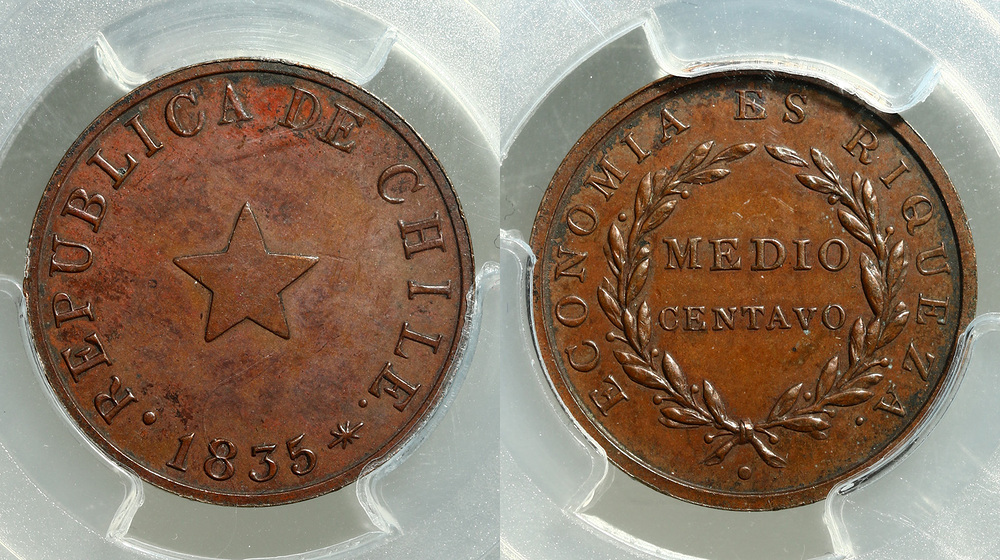 · REPUBLICA DE CHILE ·
1835 *
ECONOMIA ES RIQUEZA
MEDIO
CENTAVO